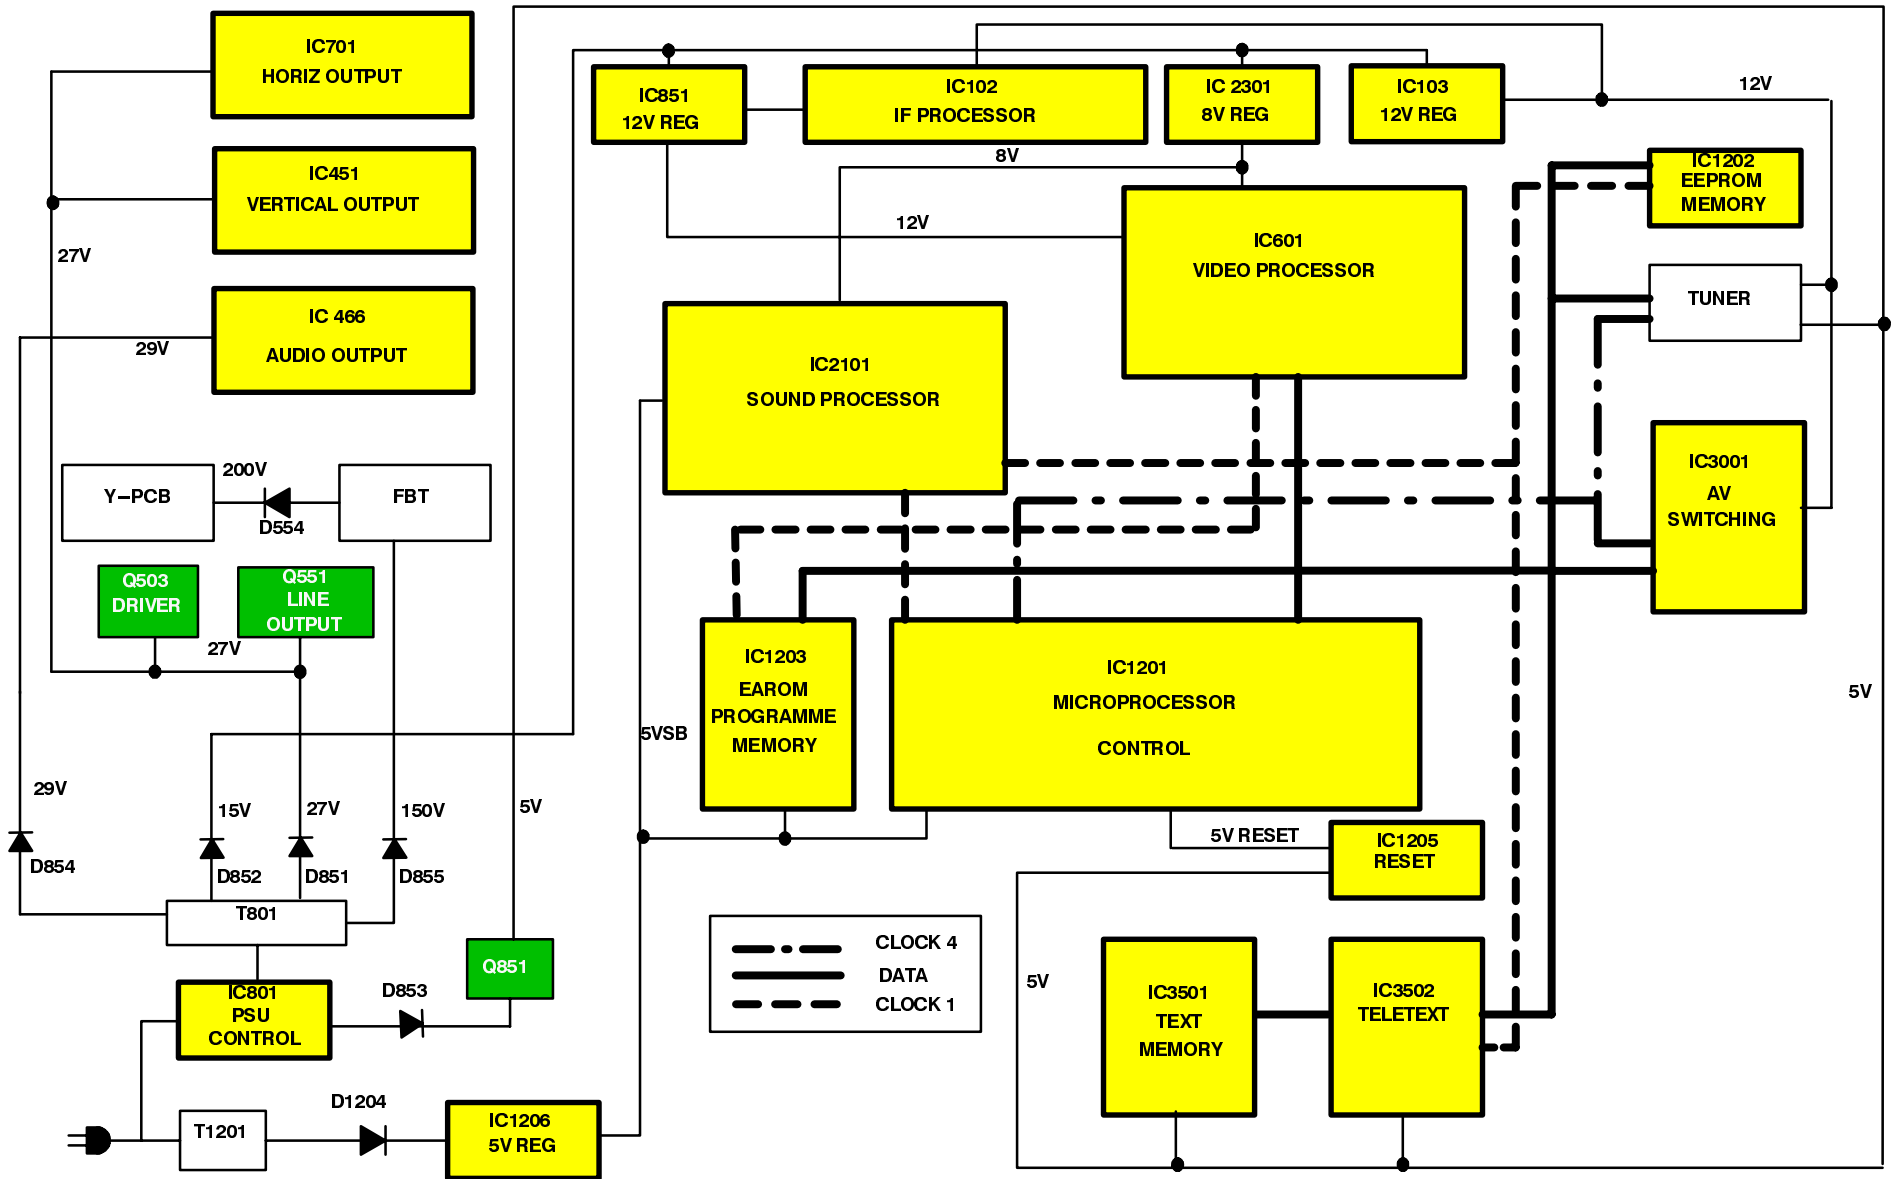 IC701
HORIZ OUTPUT
IC451
VERTICAL OUTPUT
27V
IC 466
AUDIO OUTPUT
29V
Y–PCB
200V
D554
FBT
Q503
DRIVER
Q551
LINE
OUTPUT
27V
29V
15V
27V
150V
5V
D854
D852
D851
D855
T801
IC801
PSU
CONTROL
D853
Q851
T1201
D1204
IC1206
5V REG
IC851
12V REG
IC102
IF PROCESSOR
IC 2301
8V REG
IC103
12V REG
12V
8V
12V
IC1202
EEPROM
MEMORY
IC601
VIDEO PROCESSOR
TUNER
IC2101
SOUND PROCESSOR
IC3001
AV
SWITCHING
IC1203
EAROM
PROGRAMME
MEMORY
5VSB
IC1201
MICROPROCESSOR
CONTROL
5V
5V RESET
IC1205
RESET
CLOCK 4
DATA
CLOCK 1
5V
IC3501
TEXT
MEMORY
IC3502
TELETEXT